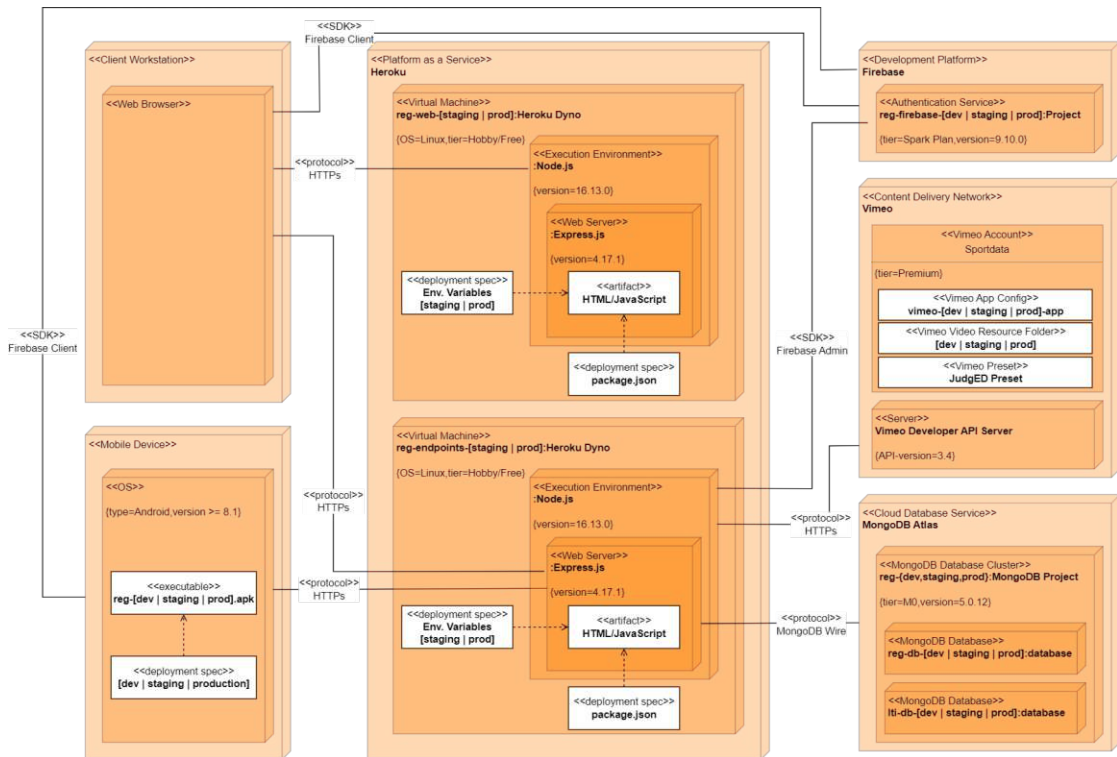 <<SDK>>
Firebase Client
<<Client Workstation>>
<<Web Browser>>
<<protocol>>
HTTPs
<<SDK>>
Firebase Client
<<protocol>>
HTTPs
<<Mobile Device>>
<<OS>>
{type=Android,version >= 8.1}
<<executable>>
reg-[dev | staging | prod].apk
<<deployment spec>>
[dev | staging | production]
<<protocol>>
HTTPs
<<Platform as a Service>>
Heroku
<<Virtual Machine>>
reg-web-[staging | prod]:Heroku Dyno
{OS=Linux,tier=Hobby/Free}
<<Execution Environment>>
:Node.js
{version=16.13.0}
<<Web Server>>
:Express.js
{version=4.17.1}
<<deployment spec>>
Env. Variables
[staging | prod]
<<artifact>>
HTML/JavaScript
<<deployment spec>>
package.json
<<Virtual Machine>>
reg-endpoints-[staging | prod]:Heroku Dyno
{OS=Linux,tier=Hobby/Free}
<<Execution Environment>>
:Node.js
{version=16.13.0}
<<Web Server>>
:Express.js
{version=4.17.1}
<<deployment spec>>
Env. Variables
[staging | prod]
<<artifact>>
HTML/JavaScript
<<deployment spec>>
package.json
<<SDK>>
Firebase Admin
<<protocol>>
HTTPs
<<protocol>>
MongoDB Wire
<<Development Platform>>
Firebase
<<Authentication Service>>
reg-firebase-[dev | staging | prod]:Project
{tier=Spark Plan,version=9.10.0}
<<Content Delivery Network>>
Vimeo
<<Vimeo Account>>
Sportdata
{tier=Premium}
<<Vimeo App Config>>
vimeo-[dev | staging | prod]-app
<<Vimeo Video Resource Folder>>
[dev | staging | prod]
<<Vimeo Preset>>
JudgED Preset
<<Server>>
Vimeo Developer API Server
{API-version=3.4}
<<Cloud Database Service>>
MongoDB Atlas
<<MongoDB Database Cluster>>
reg-{dev,staging,prod}:MongoDB Project
{tier=M0,version=5.0.12}
<<MongoDB Database>>
reg-db-[dev | staging | prod]:database
<<MongoDB Database>>
lti-db-[dev | staging | prod]:database